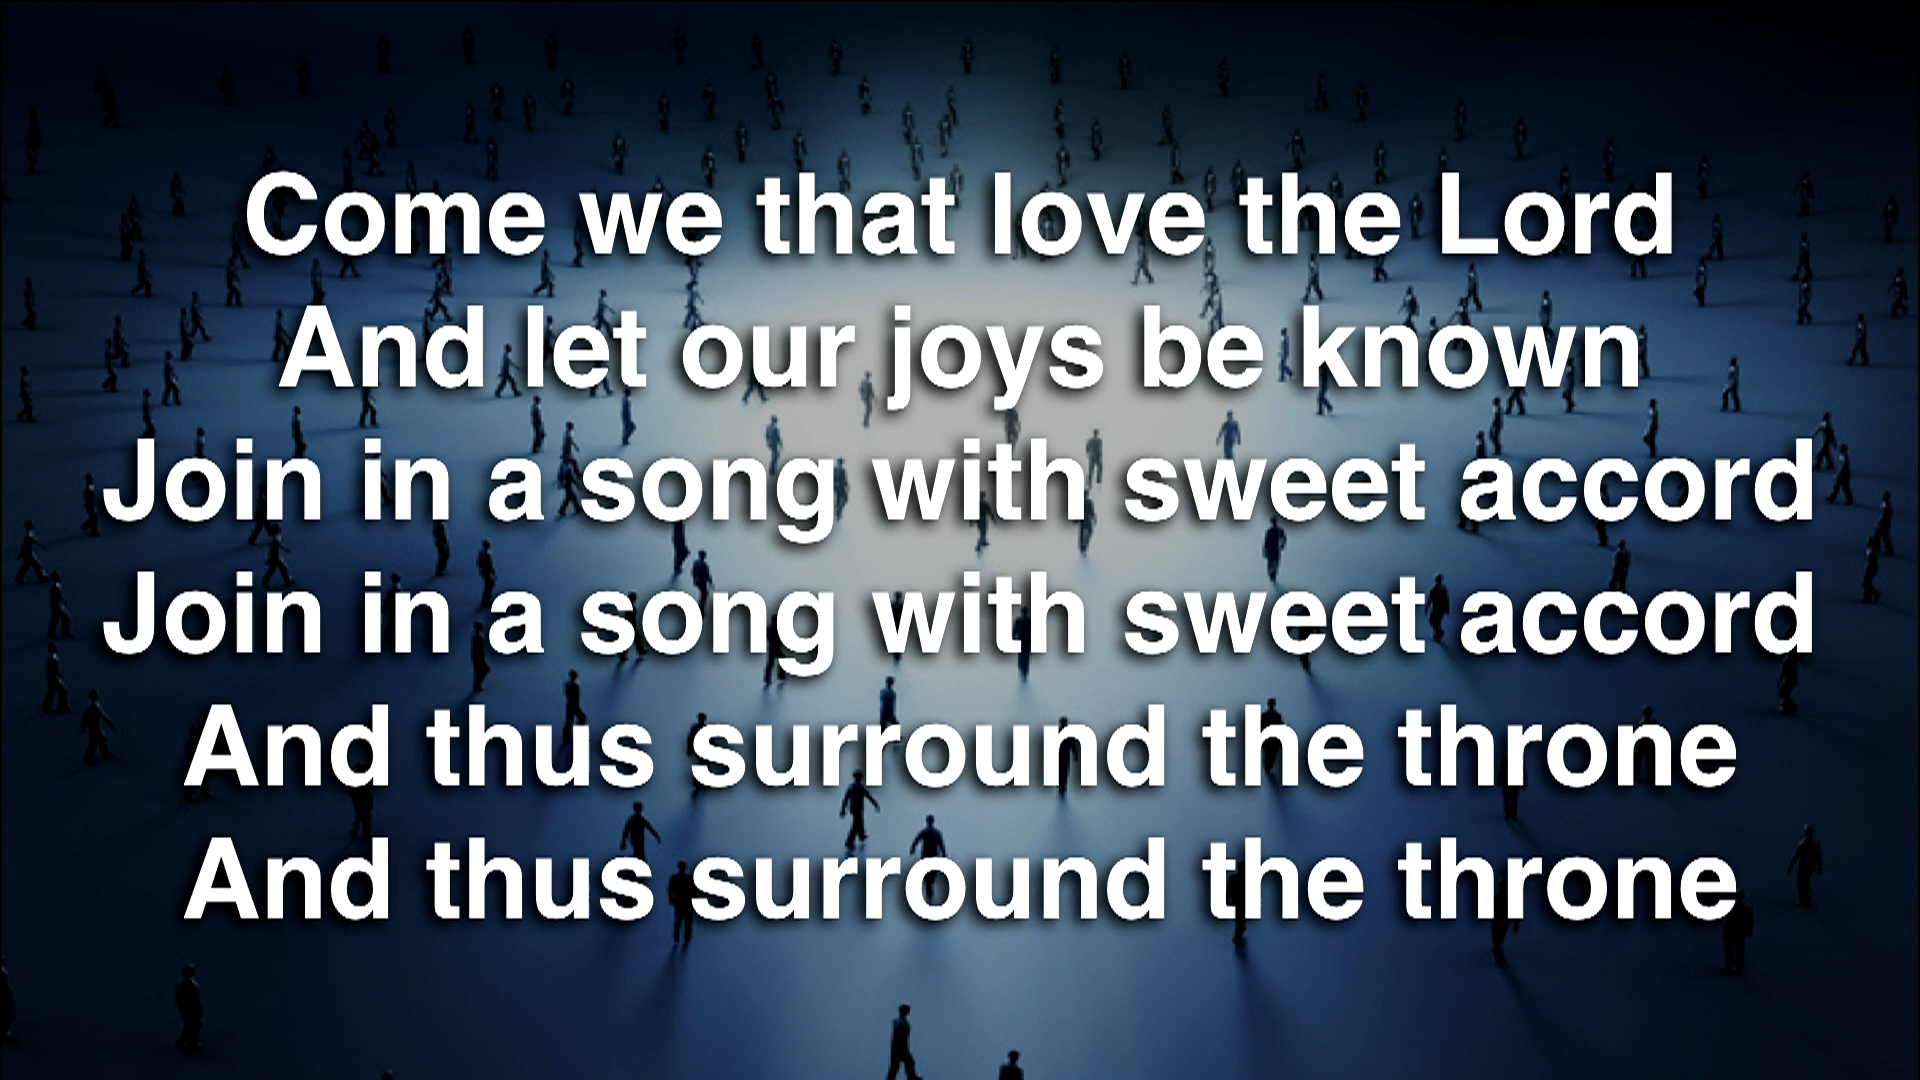 Come we that love the Lord
And let our joys be known
Join in a song with sweet accord
Join in a song with sweet accord
And thus surround the throne
And thus surround the throne